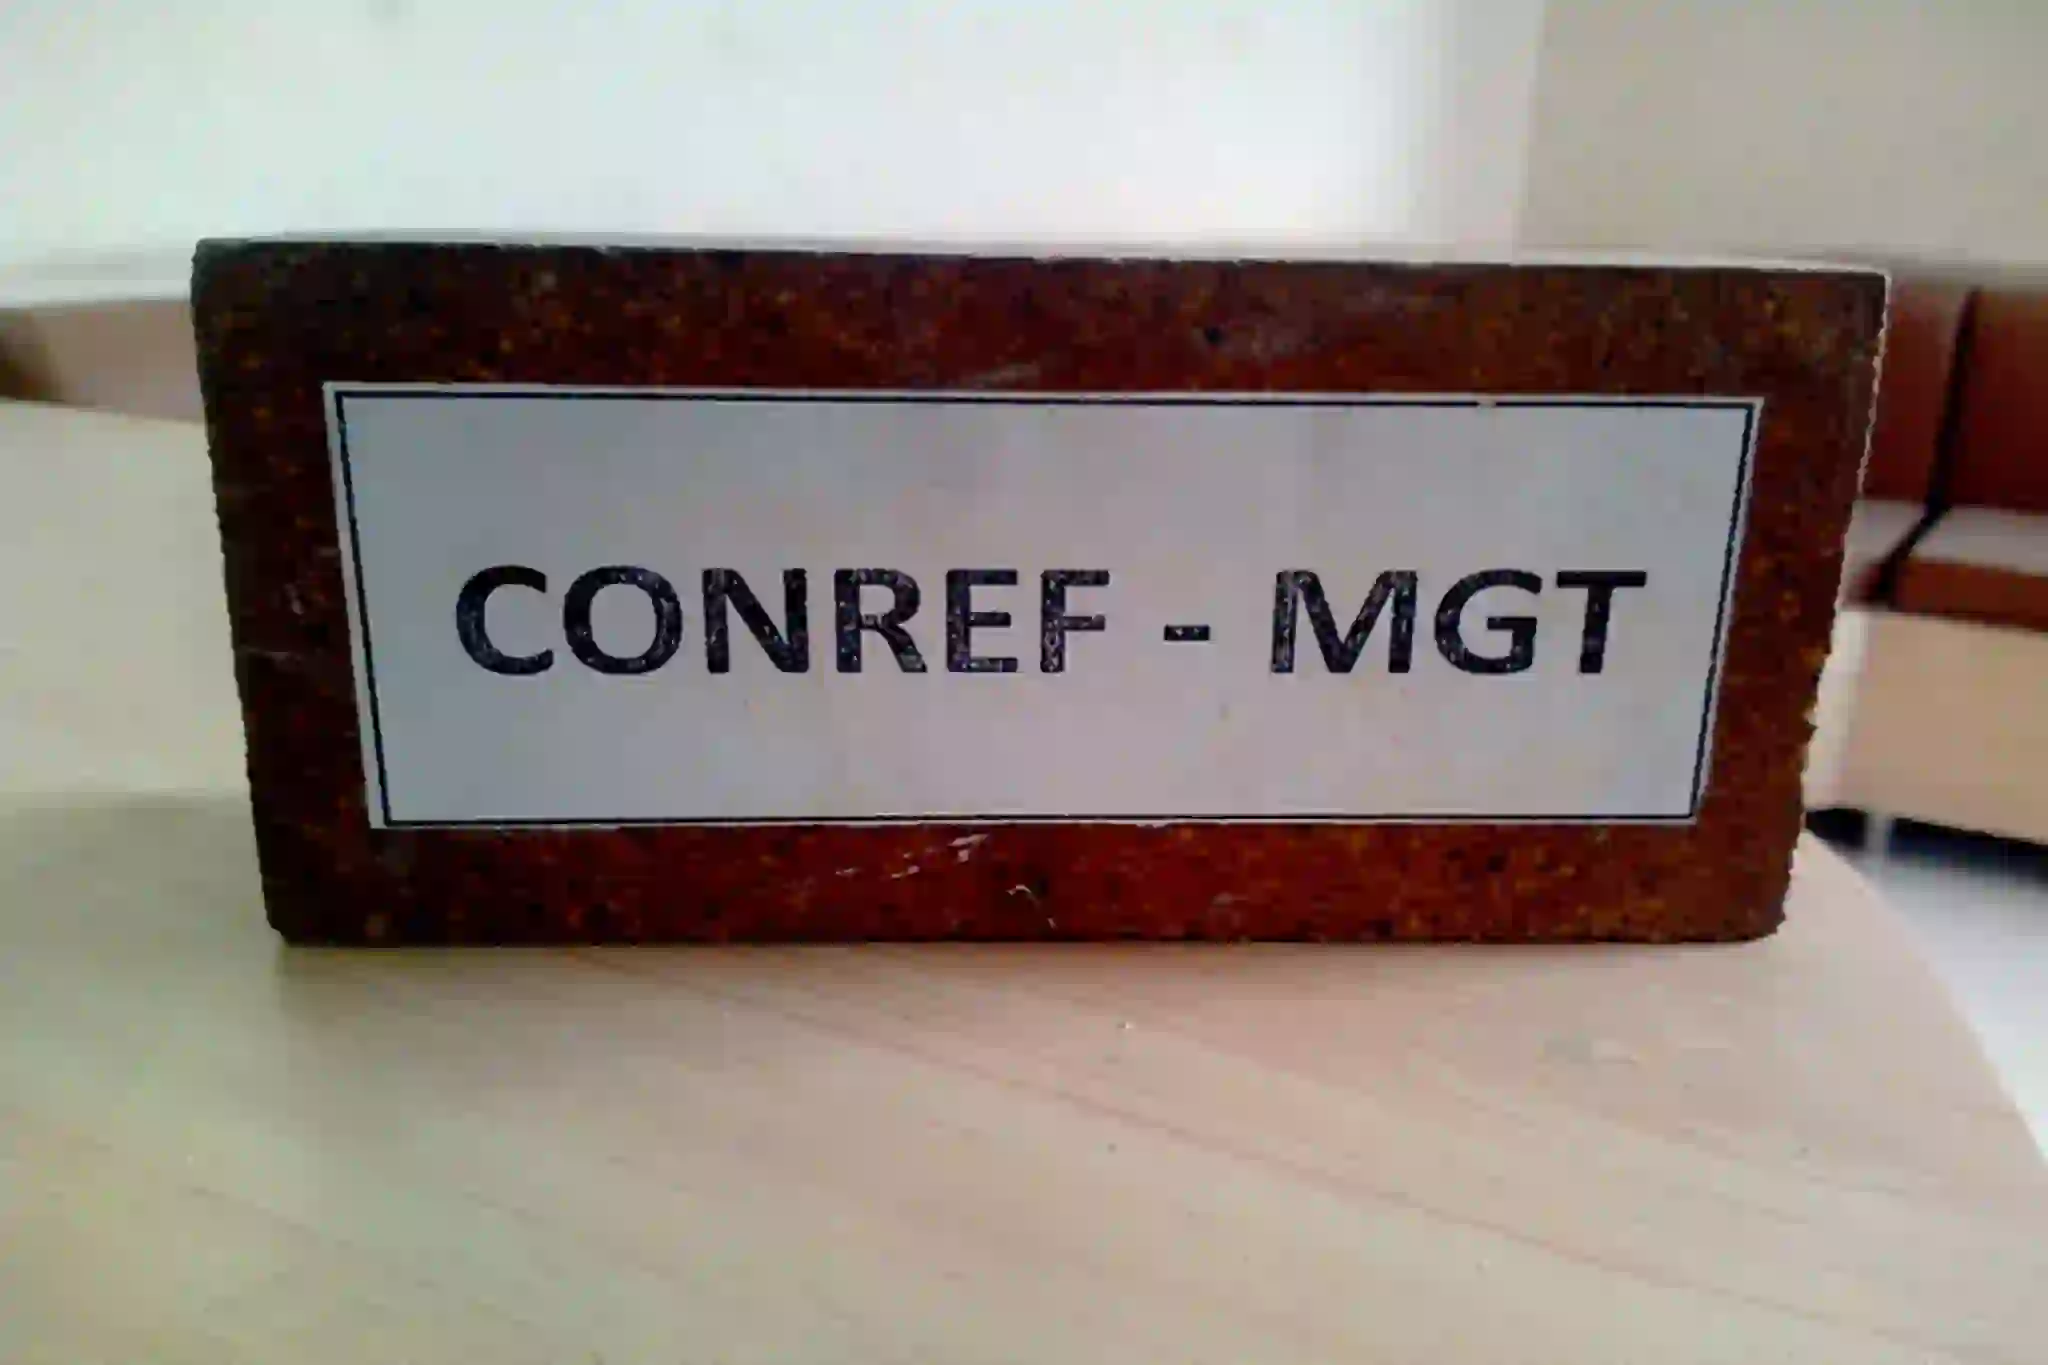 CONREF - MGT